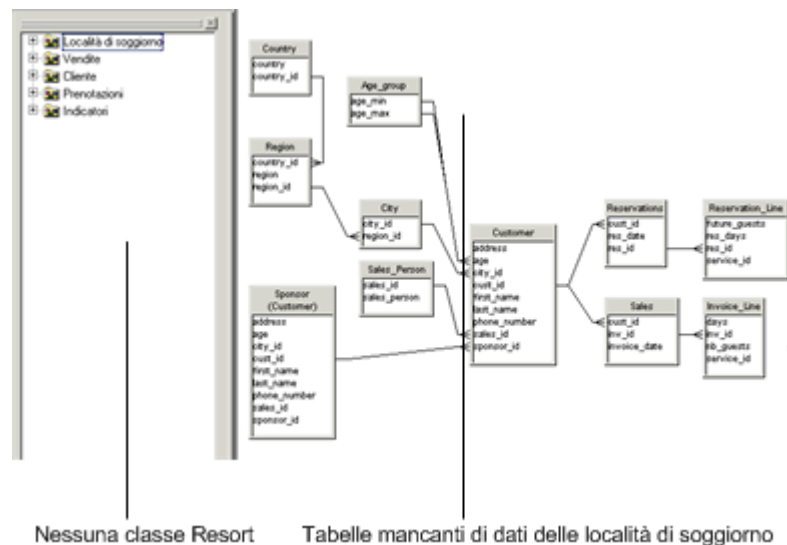 Località di soggiorno
Vendite
Cliente
Prenotazioni
Indicatori
Country
country
country_id
Age_group
age_min
age_max
Region
country_id
region
region_id
City
city_id
region_id
Customer
address
age
city_id
cust_id
first_name
last_name
phone_number
sales_id
sponsor_id
Reservations
cust_id
res_date
res_id
Reservation_Line
future_guests
res_days
res_id
service_id
Sales_Person
sales_id
sales_person
Sponsor
(Customer)
address
age
city_id
cust_id
first_name
last_name
phone_number
sales_id
sponsor_id
Sales
cust_id
inv_id
invoice_date
Invoice_Line
days
inv_id
nb_guests
service_id
Nessuna classe Resort
Tabelle mancanti di dati delle località di soggiorno